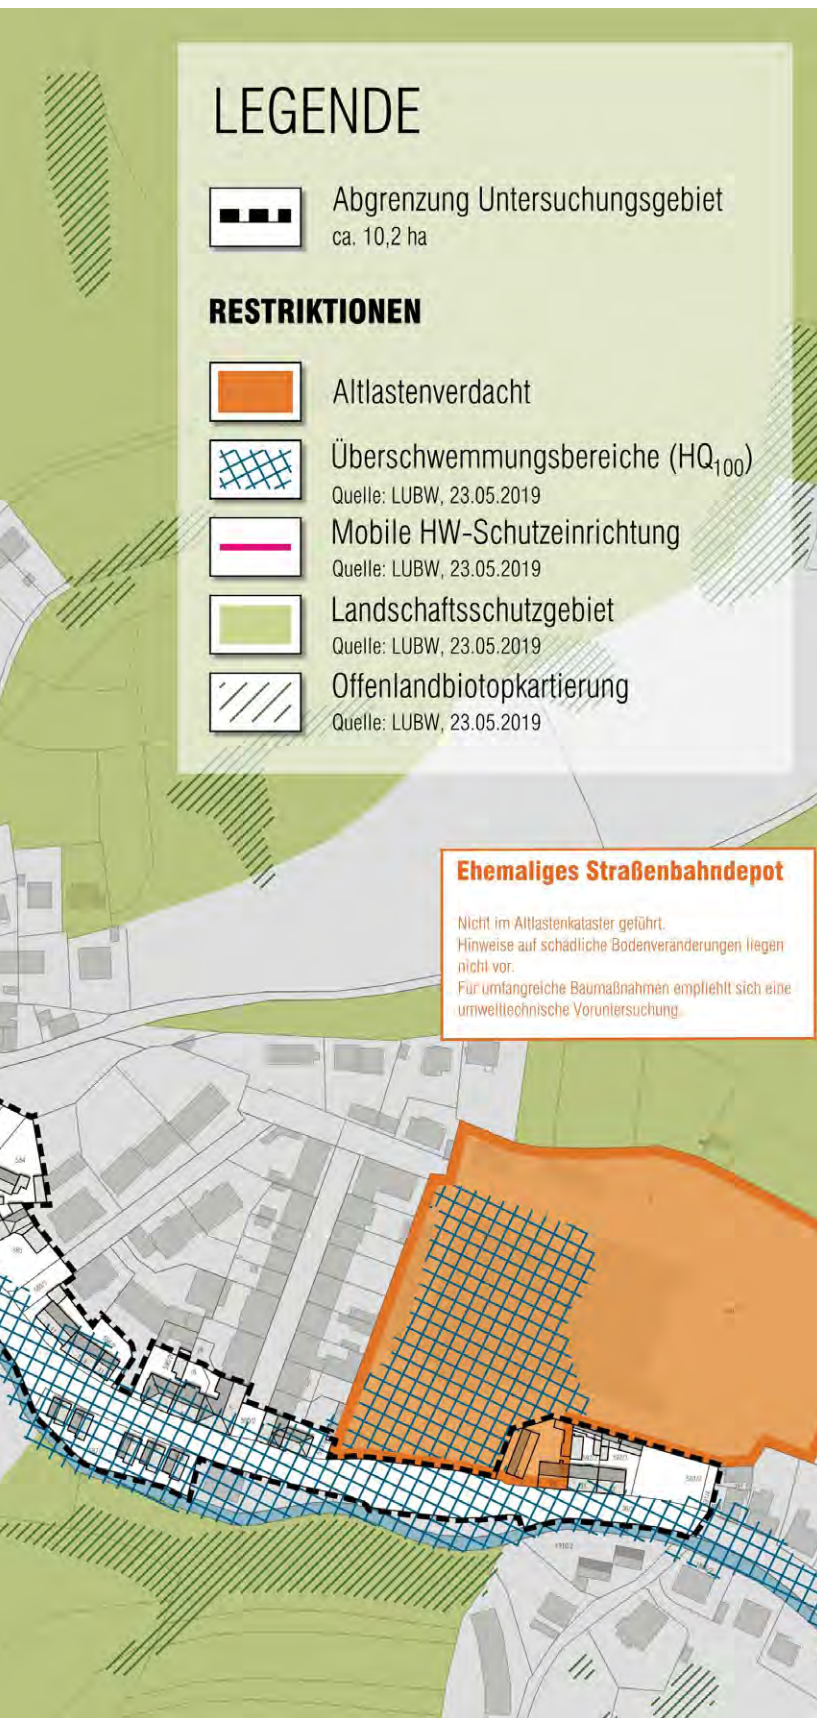 LEGENDE
Abgrenzung Untersuchungsgebiet
ca. 10,2 ha
RESTRIKTIONEN
Altlastenverdacht
Überschwemmungsbereiche (HQ100)
Quelle: LUBW, 23.05.2019
Mobile HW-Schutzeinrichtung
Quelle: LUBW, 23.05.2019
Landschaftsschutzgebiet
Quelle: LUBW, 23.05.2019
Offenlandbiotopkartierung
Quelle: LUBW, 23.05.2019
Ehemaliges Straßenbahndepot
Nicht im Altlastenkataster geführt.
Hinweise auf schädliche Bodenveränderungen liegen
nicht vor.
Für umfangreiche Baumaßnahmen empfiehlt sich eine
umwelttechnische Voruntersuchung.
584